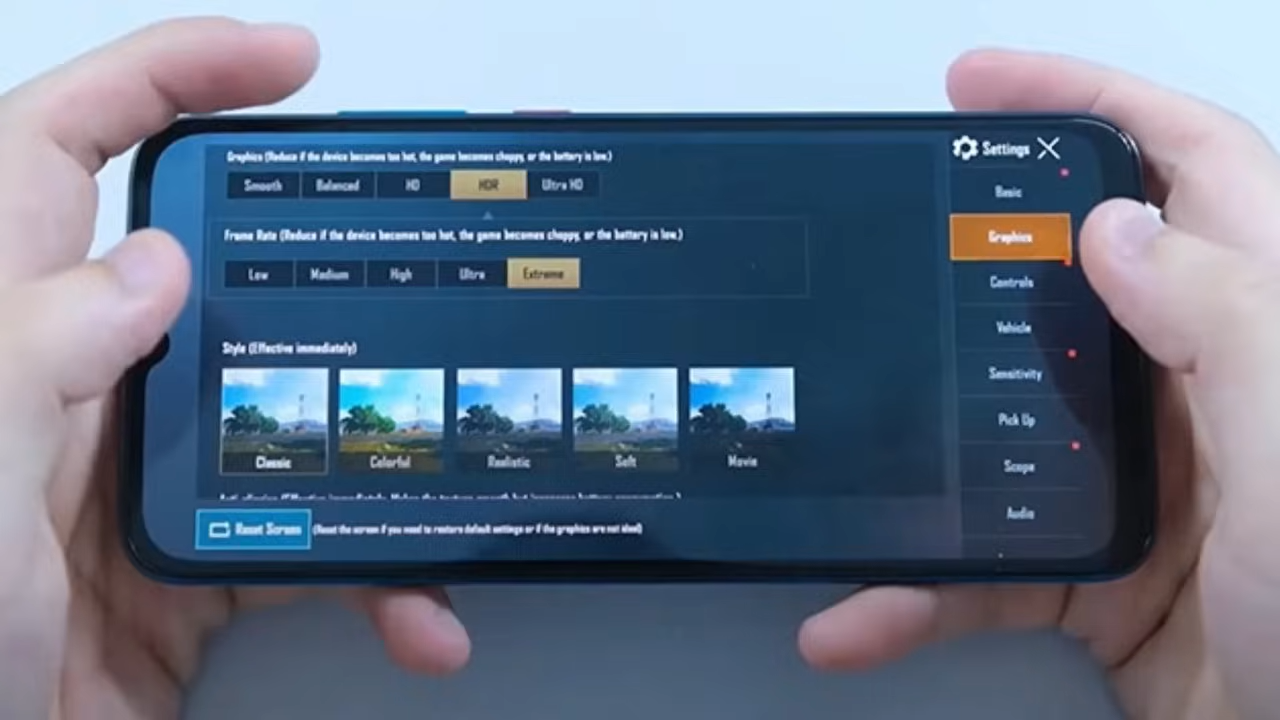 Graphics (Reduce if the device becomes too hot, the game becomes choppy, or the battery is low.)
Smooth Balanced HD HDR Ultra HD
Frame Rate (Reduce if the device becomes too hot, the game becomes choppy, or the battery is low.)
Low Medium High Ultra Extreme
Style (Effective immediately)
Classic Colorful Realistic Soft Movie
Reset Screen (Reset the screen if you need to restore default settings or if the graphics are not ideal)
Settings
Basic
Graphics
Controls
Vehicle
Sensitivity
Pick Up
Scope
Audio